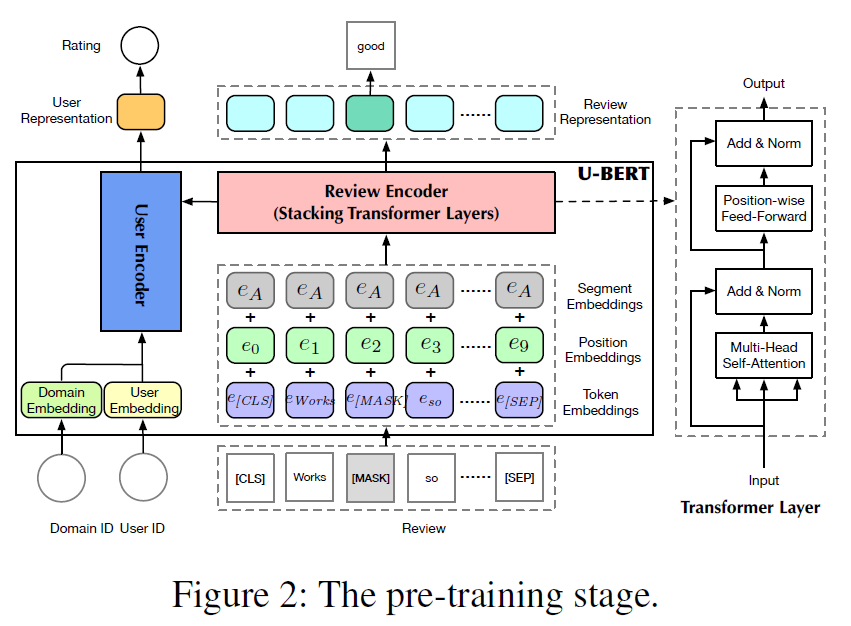 Rating
good
User
Representation
Review
Representation
Output
Add & Norm
Position-wise
Feed-Forward
Add & Norm
Multi-Head
Self-Attention
Input
Transformer Layer
U-BERT
User Encoder
Review Encoder
(Stacking Transformer Layers)
e_A e_A e_A e_A ...... e_A
Segment
Embeddings
+ + + + +
e_0 e_1 e_2 e_3 ...... e_9
Position
Embeddings
+ + + + +
e_[CLS] e_Works e_[MASK] e_so ...... e_[SEP]
Token
Embeddings
Domain
Embedding
User
Embedding
[CLS] Works [MASK] so ...... [SEP]
Domain ID User ID
Review
Figure 2: The pre-training stage.